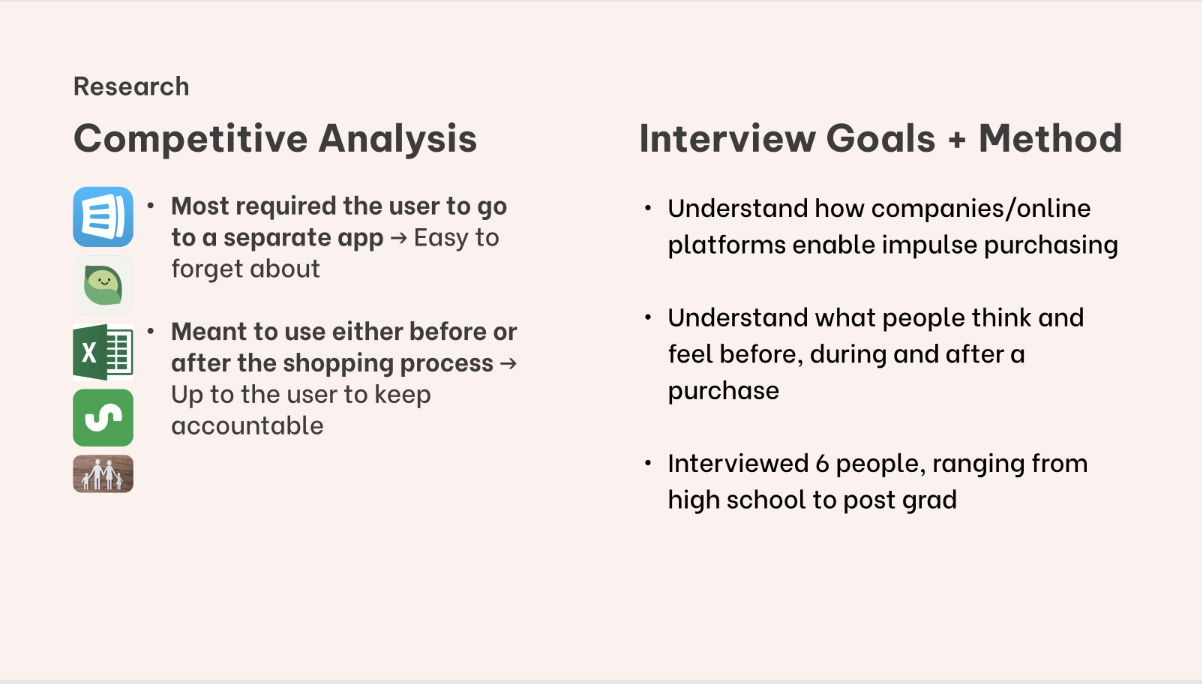 Research
Competitive Analysis
• Most required the user to go
to a separate app → Easy to
forget about
X
• Meant to use either before or
after the shopping process →
Up to the user to keep
accountable
Interview Goals + Method
• Understand how companies/online
platforms enable impulse purchasing
• Understand what people think and
feel before, during and after a
purchase
• Interviewed 6 people, ranging from
high school to post grad